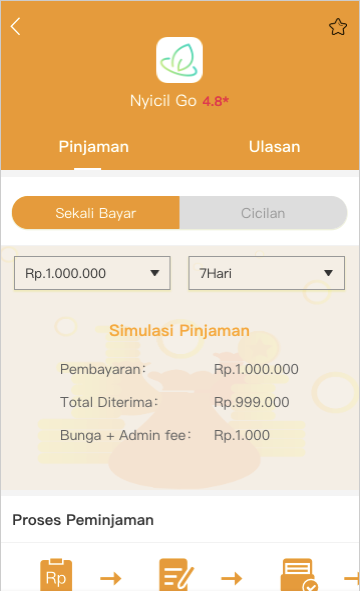 Nyicil Go 4.8*
Pinjaman Ulasan
Sekali Bayar Cicilan
Rp.1.000.000 7Hari
Simulasi Pinjaman
Pembayaran: Rp.1.000.000
Total Diterima: Rp.999.000
Bunga + Admin fee: Rp.1.000
Proses Peminjaman
Rp